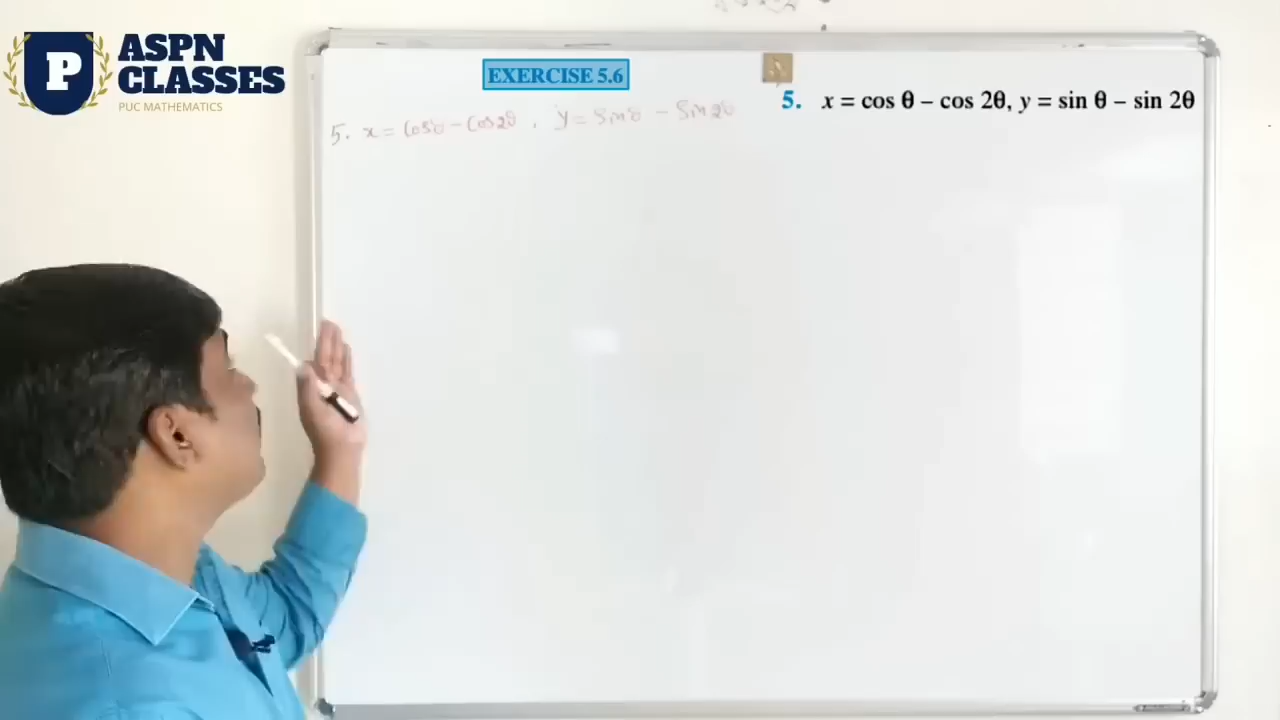 ASPN
CLASSES
PUC MATHEMATICS
P
EXERCISE 5.6
5. x = cos θ – cos 2θ, y = sin θ – sin 2θ
5. x = Cosθ – Cos2θ , y = Sinθ – Sin2θ